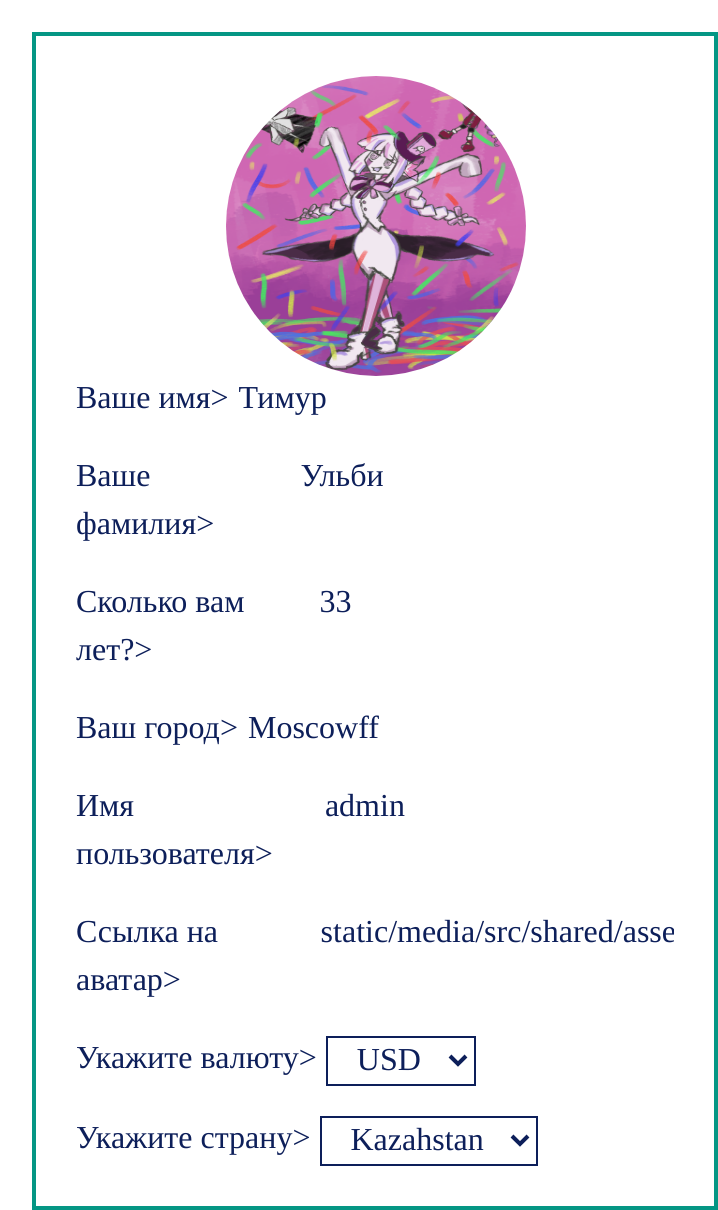 Ваше имя> Тимур
Ваше Ульби
фамилия>
Сколько вам 33
лет?>
Ваш город> Moscowff
Имя admin
пользователя>
Ссылка на static/media/src/shared/asse
аватар>
Укажите валюту> USD
Укажите страну> Kazahstan